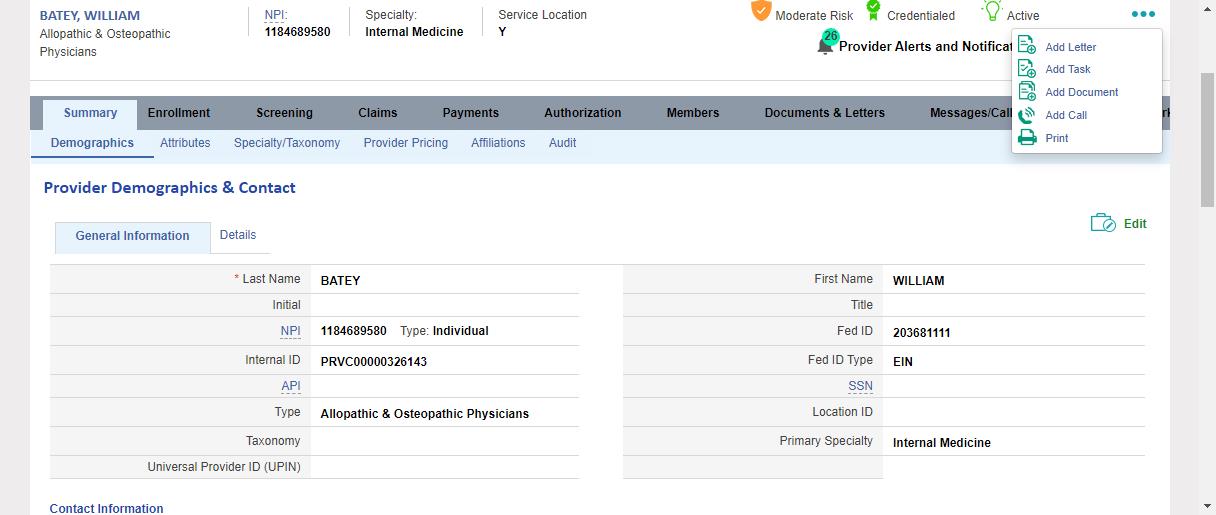 BATEY, WILLIAM
Allopathic & Osteopathic
Physicians
NPI:
1184689580
Specialty:
Internal Medicine
Service Location
Y
Moderate Risk
Credentialed
Active
26
Provider Alerts and Notificat
Add Letter
Add Task
Add Document
Add Call
Print
Summary Enrollment Screening Claims Payments Authorization Members Documents & Letters Messages/Call
Demographics Attributes Specialty/Taxonomy Provider Pricing Affiliations Audit
Provider Demographics & Contact
General Information Details
Edit
* Last Name BATEY First Name WILLIAM
Initial Title
NPI 1184689580 Type: Individual Fed ID 203681111
Internal ID PRVC00000326143 Fed ID Type EIN
API SSN
Type Allopathic & Osteopathic Physicians Location ID
Taxonomy Primary Specialty Internal Medicine
Universal Provider ID (UPIN)
Contact Information